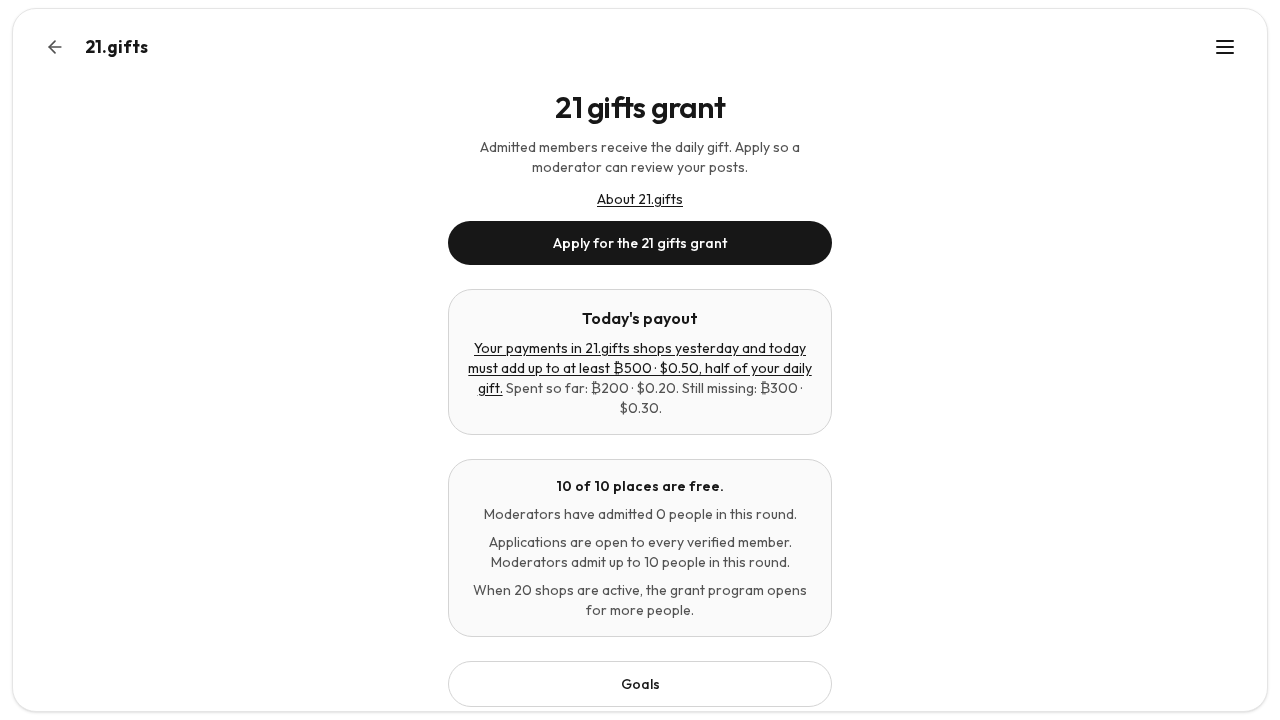 21.gifts
21 gifts grant
Admitted members receive the daily gift. Apply so a
moderator can review your posts.
About 21.gifts
Apply for the 21 gifts grant
Today's payout
Your payments in 21.gifts shops yesterday and today
must add up to at least ₿500 · $0.50, half of your daily
gift. Spent so far: ₿200 · $0.20. Still missing: ₿300 ·
$0.30.
10 of 10 places are free.
Moderators have admitted 0 people in this round.
Applications are open to every verified member.
Moderators admit up to 10 people in this round.
When 20 shops are active, the grant program opens
for more people.
Goals